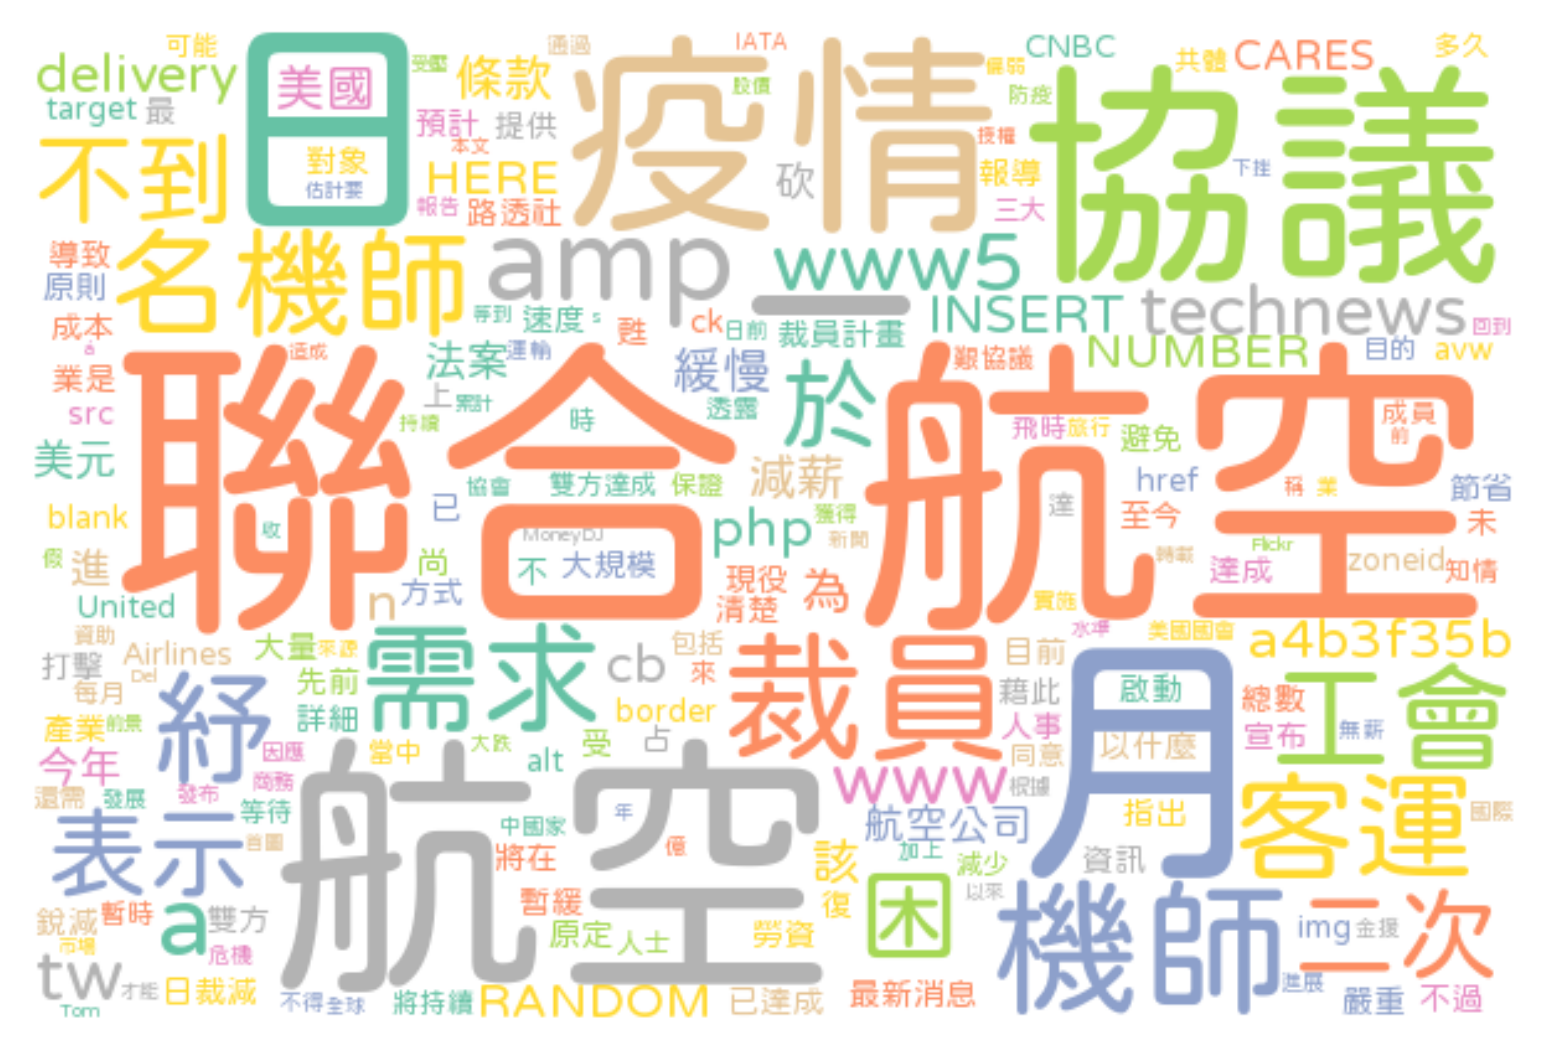 可能
通過
IATA
CNBC
共體
CARES
多久
delivery
日
美國
受壓
條款
疫情
股價
偏弱
協議
target
最
預計
提供
防疫
不到
對象
本文
授權
估計要
HERE
砍
報導
下挫
報告
路透社
三大
導致
名機師
amp
www5
原則
_
INSERT
technews
成本
等到
速度
s
甦
ck
日前
裁員計畫
回到
造成
法案
運輸
緩慢
艱協議
NUMBER
目的
avw
業是
聯合航空
上
累計
透露
於
成員
前
src
持續
時
飛時
旅行
避免
美元
協會
雙方達成
保證
減薪
href
稱
業
節省
blank
已
php
獲得
達
至今
未
收
MoneyDJ
新聞
Flickr
假
進
尚
不
大規模
轉載
達成
zoneid
知情
United
n
方式
現役
清楚
為
實施
資助
水準
美國國會
a4b3f35b
打擊
Airlines
大量
來源
需求
cb
包括
裁員
目前
月
工會
Del
每月
先前
來
藉此
啟動
總數
產業
前景
紓
詳細
border
人事
宣布
無薪
今年
因應
當中
大跌
alt
受
占
同意
以什麼
還需
發展
發布
商務
航空
www
根據
客運
等待
年
航空公司
指出
國際
表示
首圖
中國家
億
將在
該
加上
減少
資訊
銳減
暫時
a
雙方
暫緩
復
困
以來
機師
二次
市場
危機
原定
人士
勞資
img
金援
tw
才能
日裁減
進展
Tom
不得
全球
將持續
RANDOM
已達成
最新消息
嚴重
不過